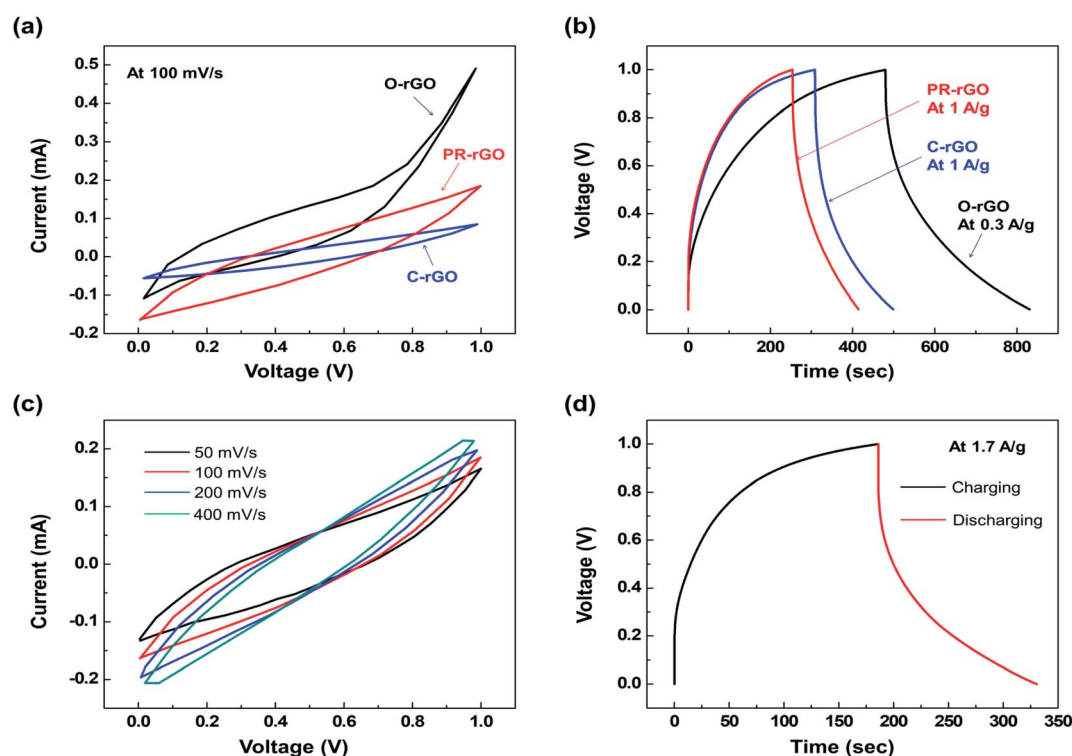 (a)
At 100 mV/s
O-rGO
PR-rGO
C-rGO
0.5
0.4
0.3
0.2
0.1
0.0
-0.1
-0.2
Current (mA)
0.0 0.2 0.4 0.6 0.8 1.0
Voltage (V)
(b)
PR-rGO
At 1 A/g
C-rGO
At 1 A/g
O-rGO
At 0.3 A/g
1.0
0.8
0.6
0.4
0.2
0.0
Voltage (V)
0 200 400 600 800
Time (sec)
(c)
50 mV/s
100 mV/s
200 mV/s
400 mV/s
0.2
0.1
0.0
-0.1
-0.2
Current (mA)
0.0 0.2 0.4 0.6 0.8 1.0
Voltage (V)
(d)
At 1.7 A/g
Charging
Discharging
1.0
0.8
0.6
0.4
0.2
0.0
Voltage (V)
0 50 100 150 200 250 300 350
Time (sec)